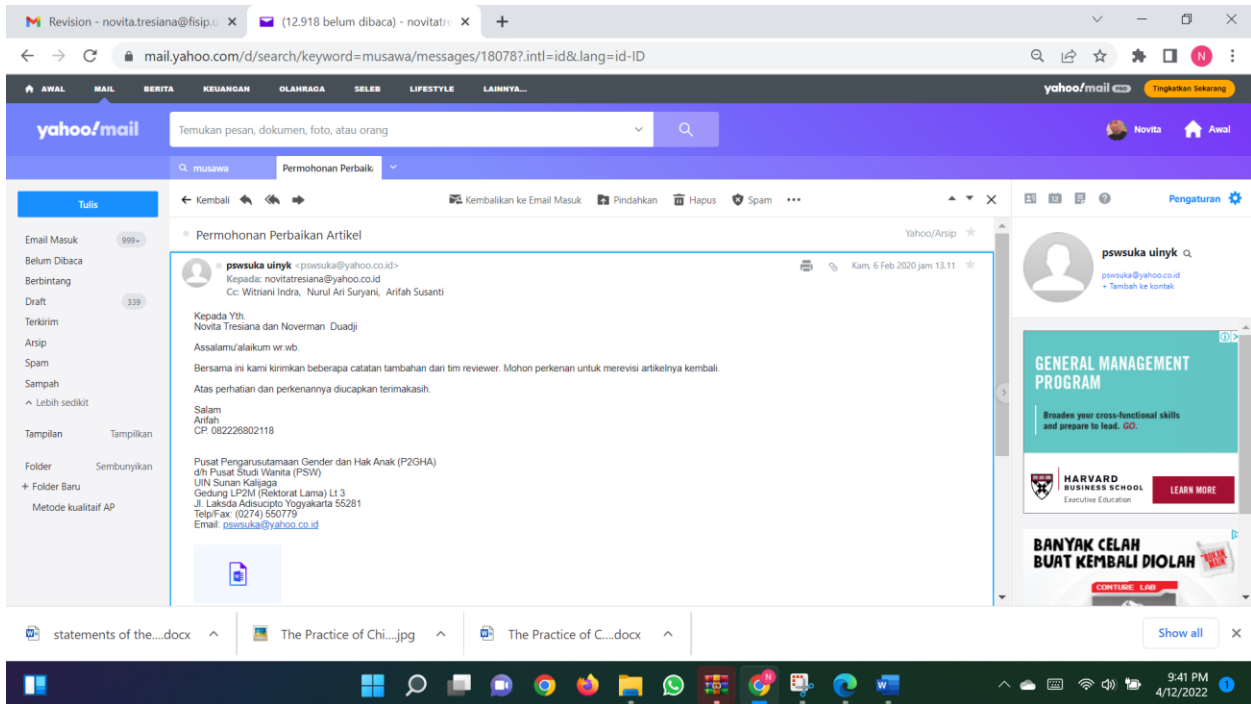 Revision - novita.tresiana@fisip.u
(12.918 belum dibaca) - novitatre
mail.yahoo.com/d/search/keyword=musawa/messages/18078?.intl=id&.lang=id-ID
N
AWAL MAIL BERITA KEUANGAN OLAHRAGA SELEB LIFESTYLE LAINNYA...
yahoo!mail PRO Tingkatkan Sekarang
yahoo!mail
Temukan pesan, dokumen, foto, atau orang
Novita
Awal
musawa
Permohonan Perbaik
Tulis
Kembali
Kembalikan ke Email Masuk
Pindahkan
Hapus
Spam
Pengaturan
Email Masuk 999+
Belum Dibaca
Berbintang
Draft 339
Terkirim
Arsip
Spam
Sampah
Lebih sedikit
Tampilan Tampilkan
Folder Sembunyikan
+ Folder Baru
Metode kualitaif AP
Permohonan Perbaikan Artikel
Yahoo/Arsip
pswsuka uinyk <pswsuka@yahoo.co.id>
Kam, 6 Feb 2020 jam 13.11
Kepada: novitatresiana@yahoo.co.id
Cc: Witriani Indra, Nurul Ari Suryani, Arifah Susanti
Kepada Yth.
Novita Tresiana dan Noverman Duadji
Assalamu'alaikum wr.wb.
Bersama ini kami kirimkan beberapa catatan tambahan dari tim reviewer. Mohon perkenan untuk merevisi artikelnya kembali.
Atas perhatian dan perkenannya diucapkan terimakasih.
Salam
Arifah
CP. 082226802118
Pusat Pengarusutamaan Gender dan Hak Anak (P2GHA)
d/h Pusat Studi Wanita (PSW)
UIN Sunan Kalijaga
Gedung LP2M (Rektorat Lama) Lt 3
Jl. Laksda Adisucipto Yogyakarta 55281
Telp/Fax: (0274) 550779
Email: pswsuka@yahoo.co.id
pswsuka uinyk
pswsuka@yahoo.co.id
+ Tambah ke kontak
GENERAL MANAGEMENT
PROGRAM
Broaden your cross-functional skills
and prepare to lead. GO.
HARVARD
BUSINESS SCHOOL
Executive Education
LEARN MORE
BANYAK CELAH
BUAT KEMBALI DIOLAH
BUKAN
MAIN
CONTURE LAB
statements of the....docx
The Practice of Chi....jpg
The Practice of C....docx
Show all
9:41 PM
4/12/2022
1